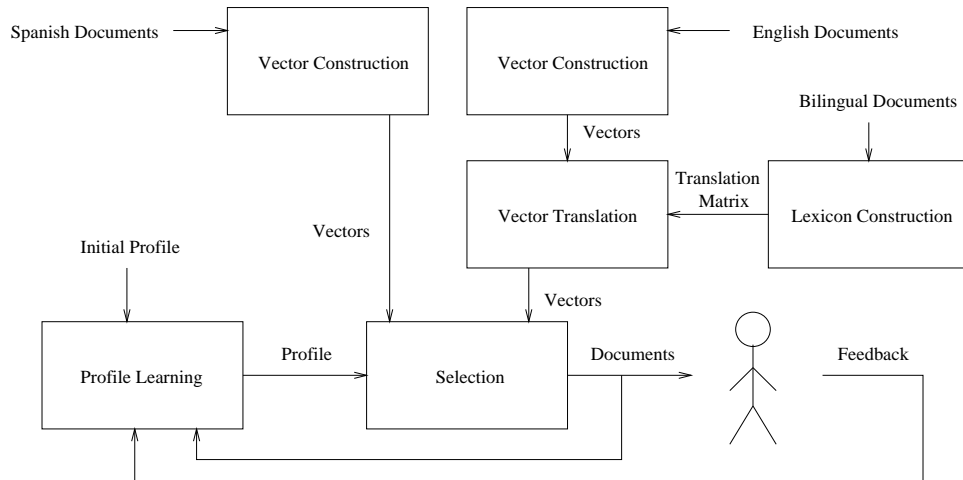 Spanish Documents
Vector Construction
Vector Construction
English Documents
Bilingual Documents
Vectors
Translation
Matrix
Vector Translation
Lexicon Construction
Vectors
Initial Profile
Vectors
Profile Learning
Profile
Selection
Documents
Feedback